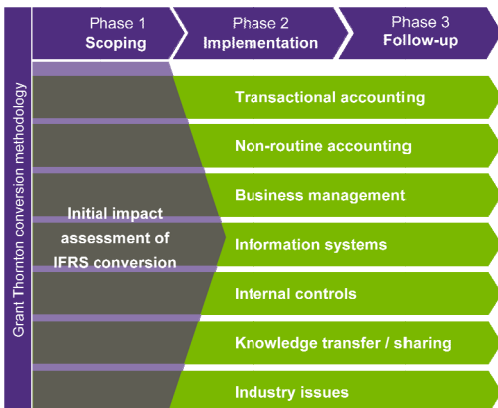 Phase 1
Scoping
Phase 2
Implementation
Phase 3
Follow-up
Grant Thornton conversion methodology
Initial impact
assessment of
IFRS conversion
Transactional accounting
Non-routine accounting
Business management
Information systems
Internal controls
Knowledge transfer / sharing
Industry issues